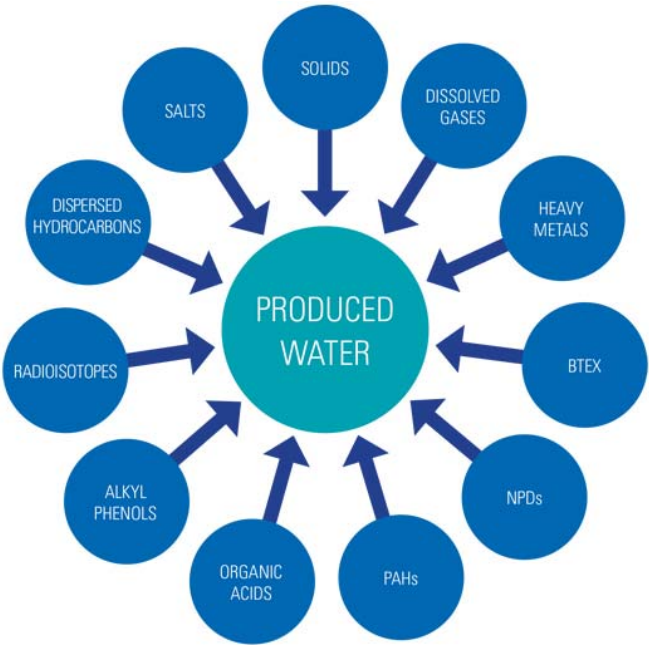 SOLIDS
DISSOLVED
GASES
HEAVY
METALS
BTEX
NPDs
PAHs
ORGANIC
ACIDS
ALKYL
PHENOLS
RADIOISOTOPES
DISPERSED
HYDROCARBONS
SALTS
PRODUCED
WATER